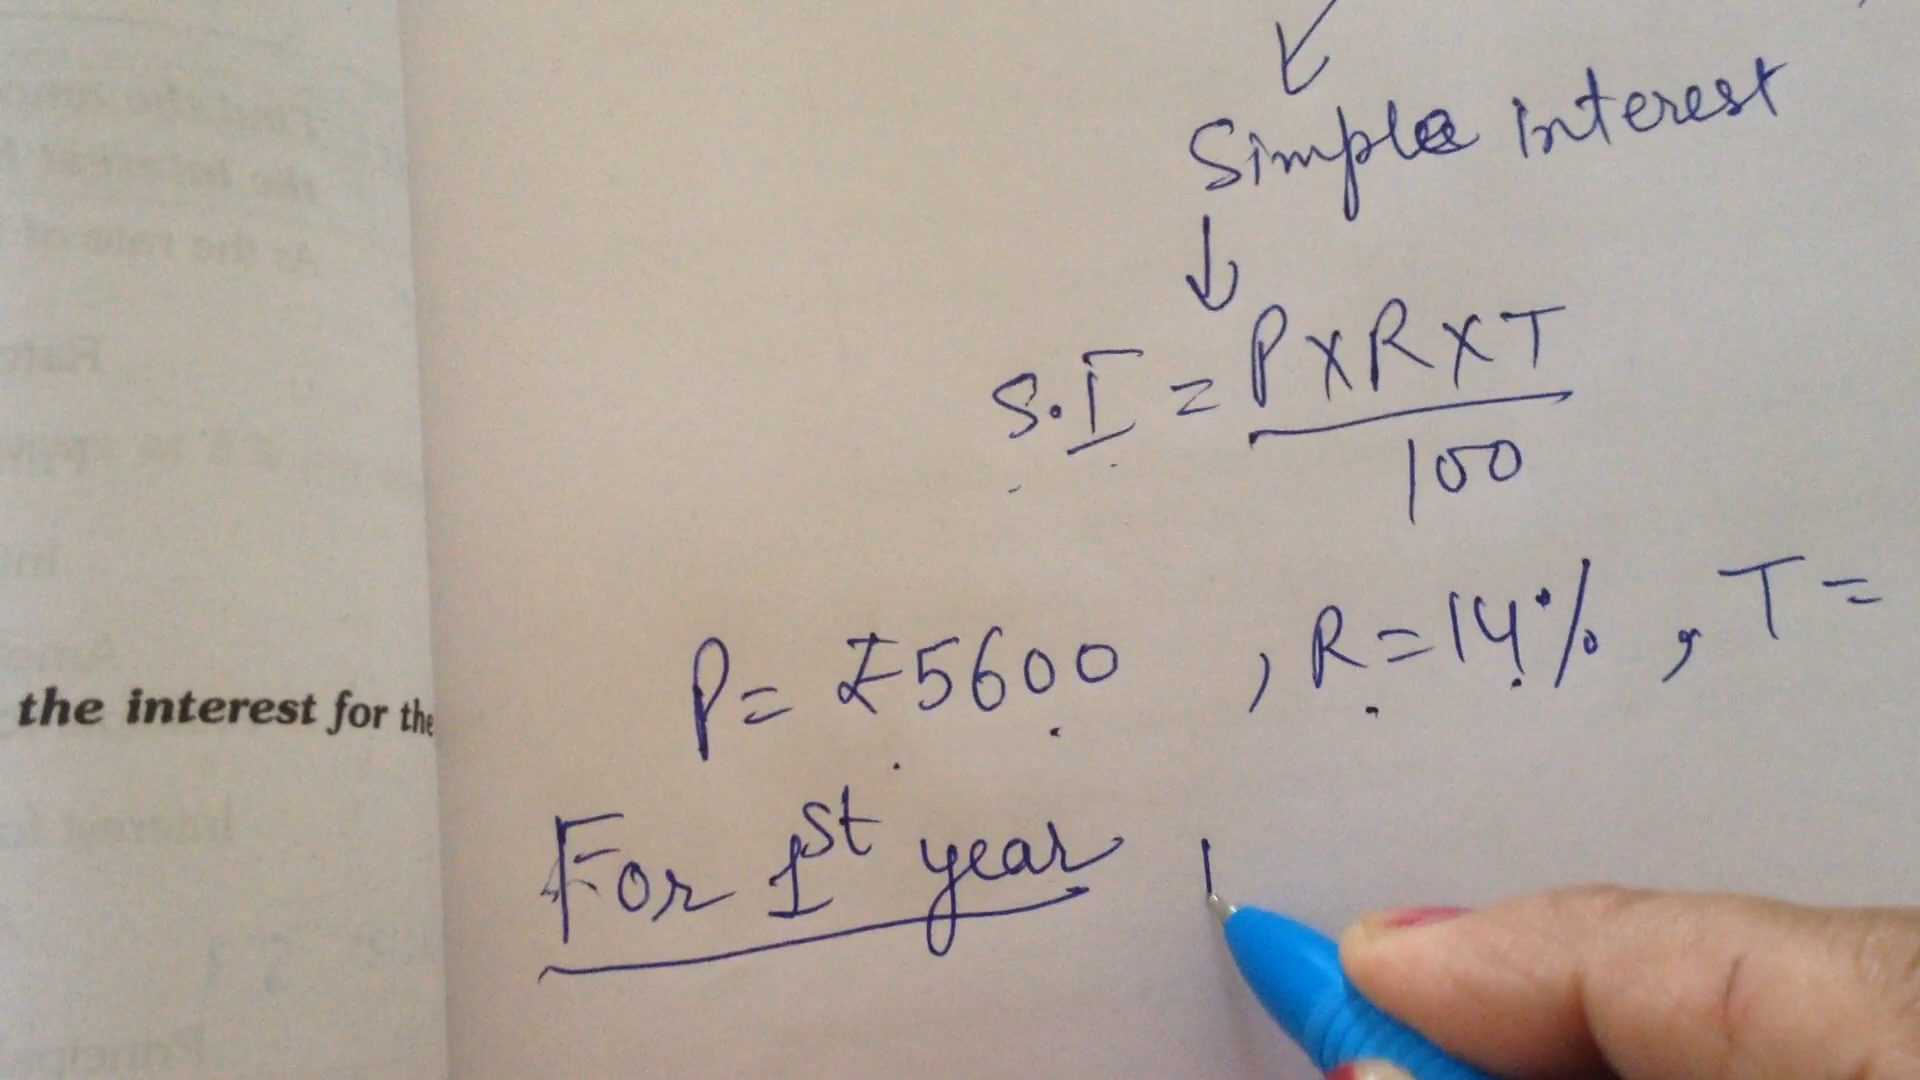 Simple interest
S.I = P X R X T
100
P = ₹5600 , R = 14% , T =
the interest for the
For 1st year